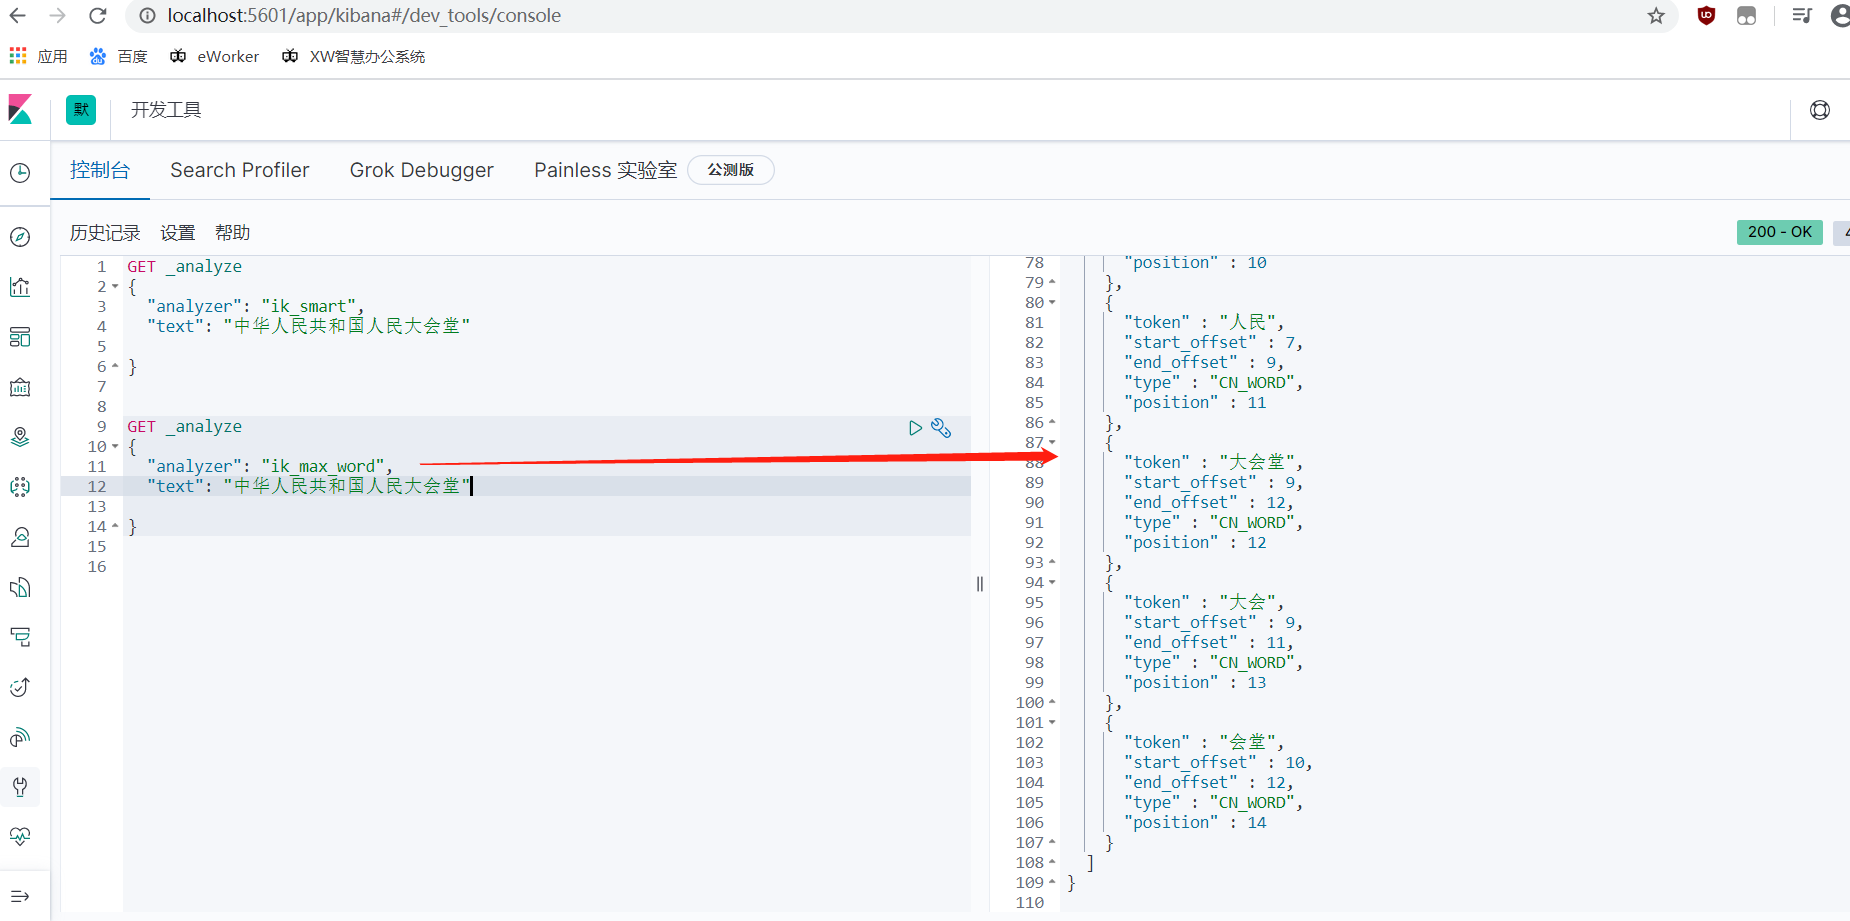 localhost:5601/app/kibana#/dev_tools/console
应用 百度 eWorker XW智慧办公系统
默 开发工具
控制台 Search Profiler Grok Debugger Painless 实验室 公测版
历史记录 设置 帮助 200 - OK
1 GET _analyze
2 {
3 "analyzer": "ik_smart",
4 "text": "中华人民共和国人民大会堂"
5
6 }
7
8
9 GET _analyze
10 {
11 "analyzer": "ik_max_word",
12 "text": "中华人民共和国人民大会堂"
13
14 }
15
16
78 "position" : 10
79 },
80 {
81 "token" : "人民",
82 "start_offset" : 7,
83 "end_offset" : 9,
84 "type" : "CN_WORD",
85 "position" : 11
86 },
87 {
88 "token" : "大会堂",
89 "start_offset" : 9,
90 "end_offset" : 12,
91 "type" : "CN_WORD",
92 "position" : 12
93 },
94 {
95 "token" : "大会",
96 "start_offset" : 9,
97 "end_offset" : 11,
98 "type" : "CN_WORD",
99 "position" : 13
100 },
101 {
102 "token" : "会堂",
103 "start_offset" : 10,
104 "end_offset" : 12,
105 "type" : "CN_WORD",
106 "position" : 14
107 }
108 ]
109 }
110